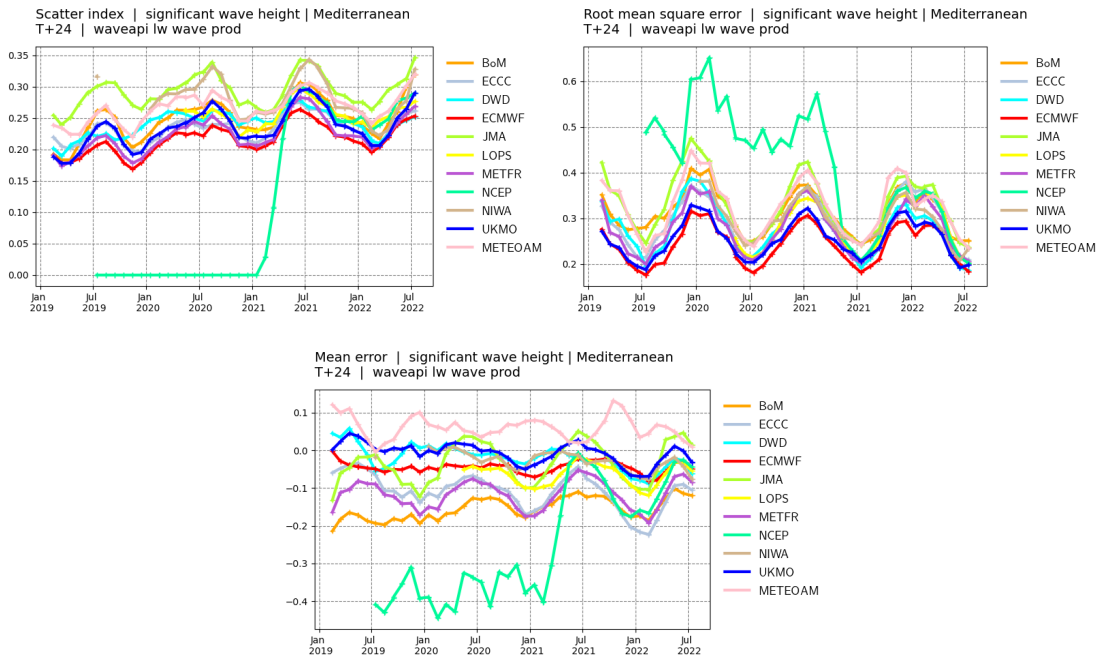 Scatter index | significant wave height | Mediterranean
T+24 | waveapi lw wave prod
0.35
0.30
0.25
0.20
0.15
0.10
0.05
0.00
Jan
2019
Jul
2019
Jan
2020
Jul
2020
Jan
2021
Jul
2021
Jan
2022
Jul
2022
BoM
ECCC
DWD
ECMWF
JMA
LOPS
METFR
NCEP
NIWA
UKMO
METEOAM
Root mean square error | significant wave height | Mediterranean
T+24 | waveapi lw wave prod
0.6
0.5
0.4
0.3
0.2
Jan
2019
Jul
2019
Jan
2020
Jul
2020
Jan
2021
Jul
2021
Jan
2022
Jul
2022
BoM
ECCC
DWD
ECMWF
JMA
LOPS
METFR
NCEP
NIWA
UKMO
METEOAM
Mean error | significant wave height | Mediterranean
T+24 | waveapi lw wave prod
0.1
0.0
−0.1
−0.2
−0.3
−0.4
Jan
2019
Jul
2019
Jan
2020
Jul
2020
Jan
2021
Jul
2021
Jan
2022
Jul
2022
BoM
ECCC
DWD
ECMWF
JMA
LOPS
METFR
NCEP
NIWA
UKMO
METEOAM